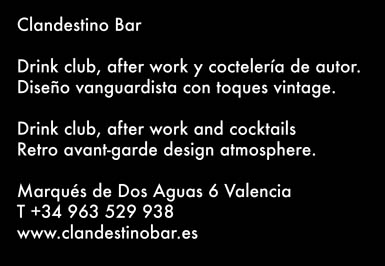 Clandestino Bar
Drink club, after work y coctelería de autor.
Diseño vanguardista con toques vintage.
Drink club, after work and cocktails
Retro avant-garde design atmosphere.
Marqués de Dos Aguas 6 Valencia
T +34 963 529 938
www.clandestinobar.es